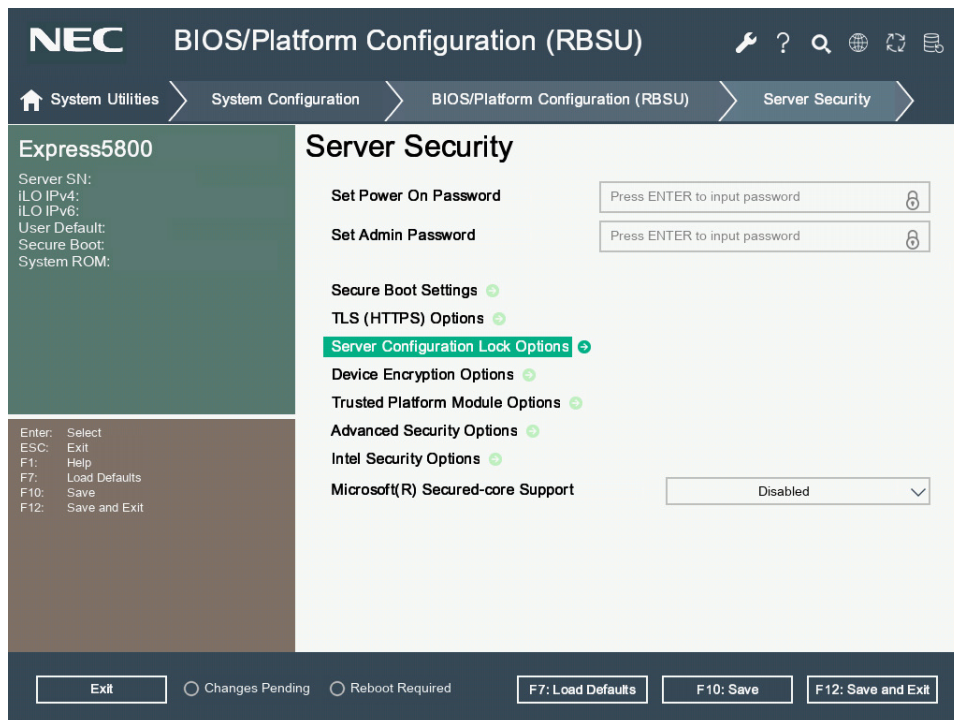 NEC BIOS/Platform Configuration (RBSU)
System Utilities System Configuration BIOS/Platform Configuration (RBSU) Server Security
Express5800
Server SN:
iLO IPv4:
iLO IPv6:
User Default:
Secure Boot:
System ROM:
Enter: Select
ESC: Exit
F1: Help
F7: Load Defaults
F10: Save
F12: Save and Exit
Server Security
Set Power On Password Press ENTER to input password
Set Admin Password Press ENTER to input password
Secure Boot Settings
TLS (HTTPS) Options
Server Configuration Lock Options
Device Encryption Options
Trusted Platform Module Options
Advanced Security Options
Intel Security Options
Microsoft(R) Secured-core Support Disabled
Exit Changes Pending Reboot Required F7: Load Defaults F10: Save F12: Save and Exit